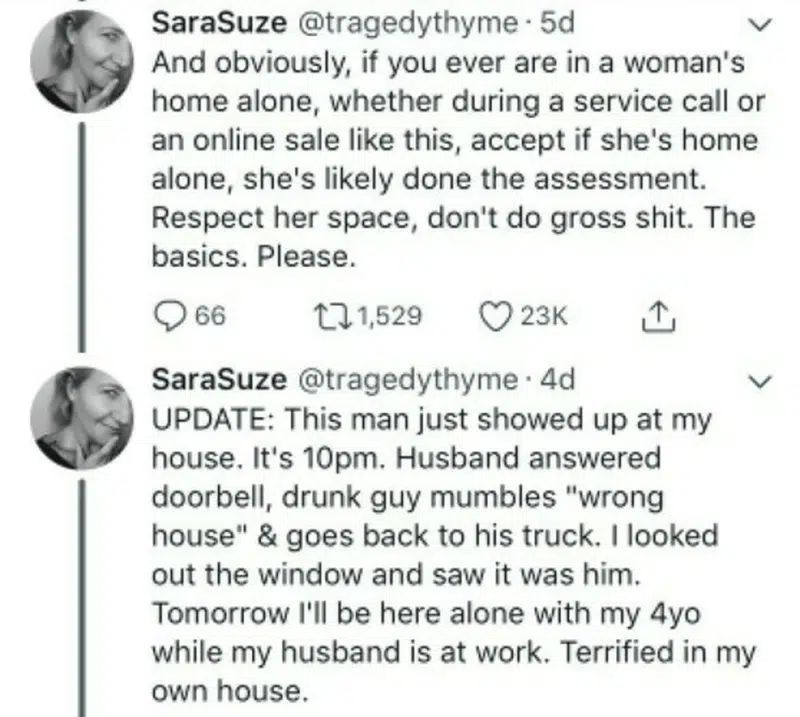 SaraSuze @tragedythyme · 5d
And obviously, if you ever are in a woman's
home alone, whether during a service call or
an online sale like this, accept if she's home
alone, she's likely done the assessment.
Respect her space, don't do gross shit. The
basics. Please.
66 1,529 23K
SaraSuze @tragedythyme · 4d
UPDATE: This man just showed up at my
house. It's 10pm. Husband answered
doorbell, drunk guy mumbles "wrong
house" & goes back to his truck. I looked
out the window and saw it was him.
Tomorrow I'll be here alone with my 4yo
while my husband is at work. Terrified in my
own house.